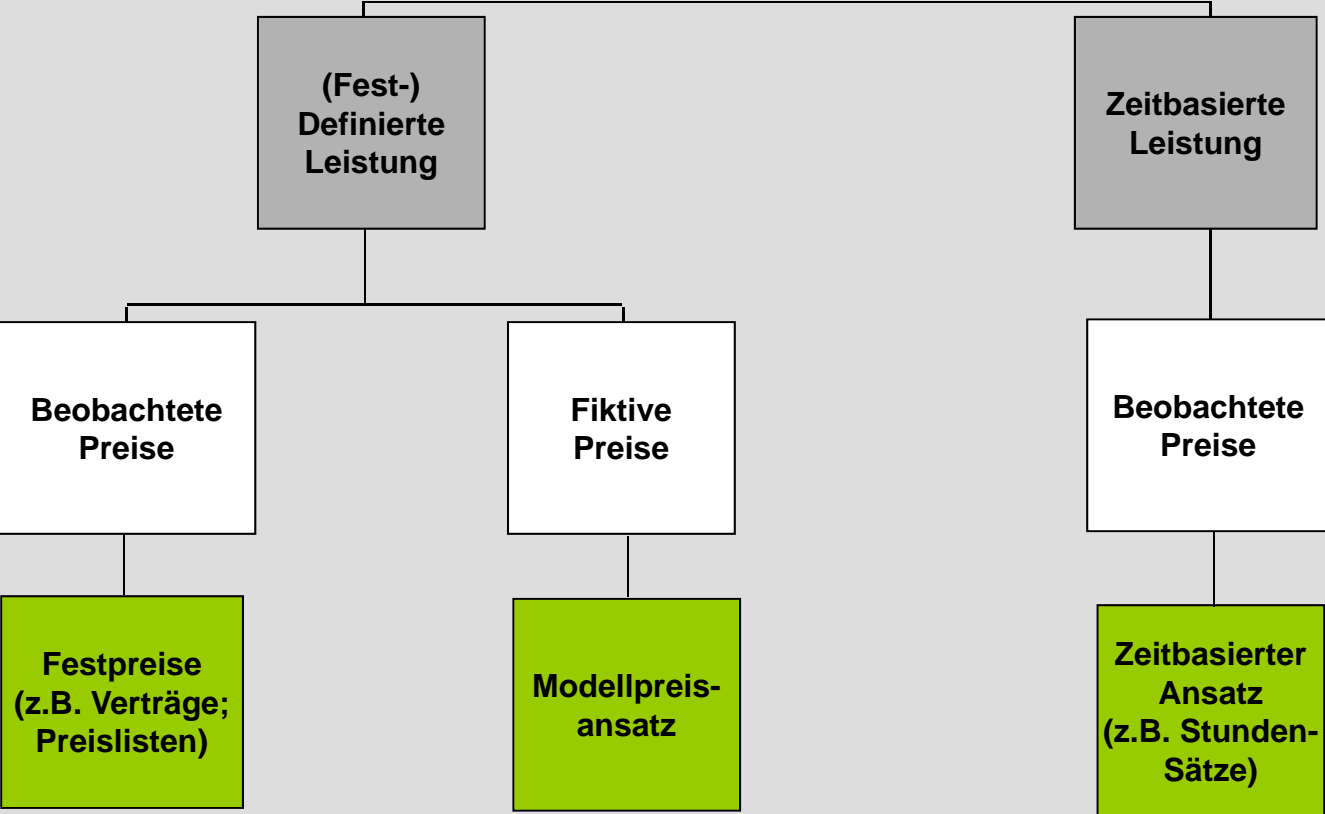 (Fest-)
Definierte
Leistung
Zeitbasierte
Leistung
Beobachtete
Preise
Fiktive
Preise
Beobachtete
Preise
Festpreise
(z.B. Verträge;
Preislisten)
Modellpreis-
ansatz
Zeitbasierter
Ansatz
(z.B. Stunden-
Sätze)